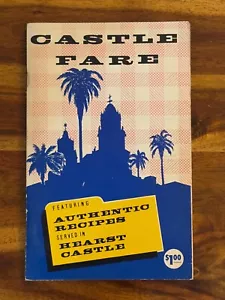 CASTLE
FARE
FEATURING
AUTHENTIC
RECIPES
SERVED IN
HEARST
CASTLE
$1.00